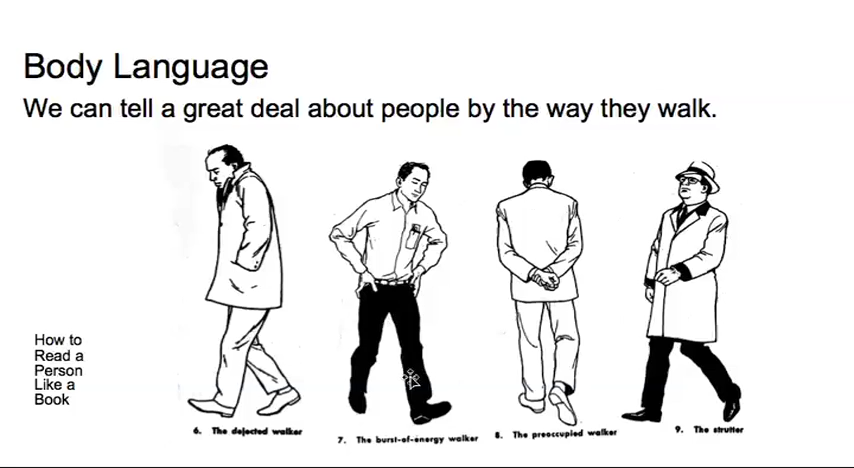 Body Language
We can tell a great deal about people by the way they walk.
How to
Read a
Person
Like a
Book
6. The dejected walker
7. The burst-of-energy walker
8. The preoccupied walker
9. The strutter